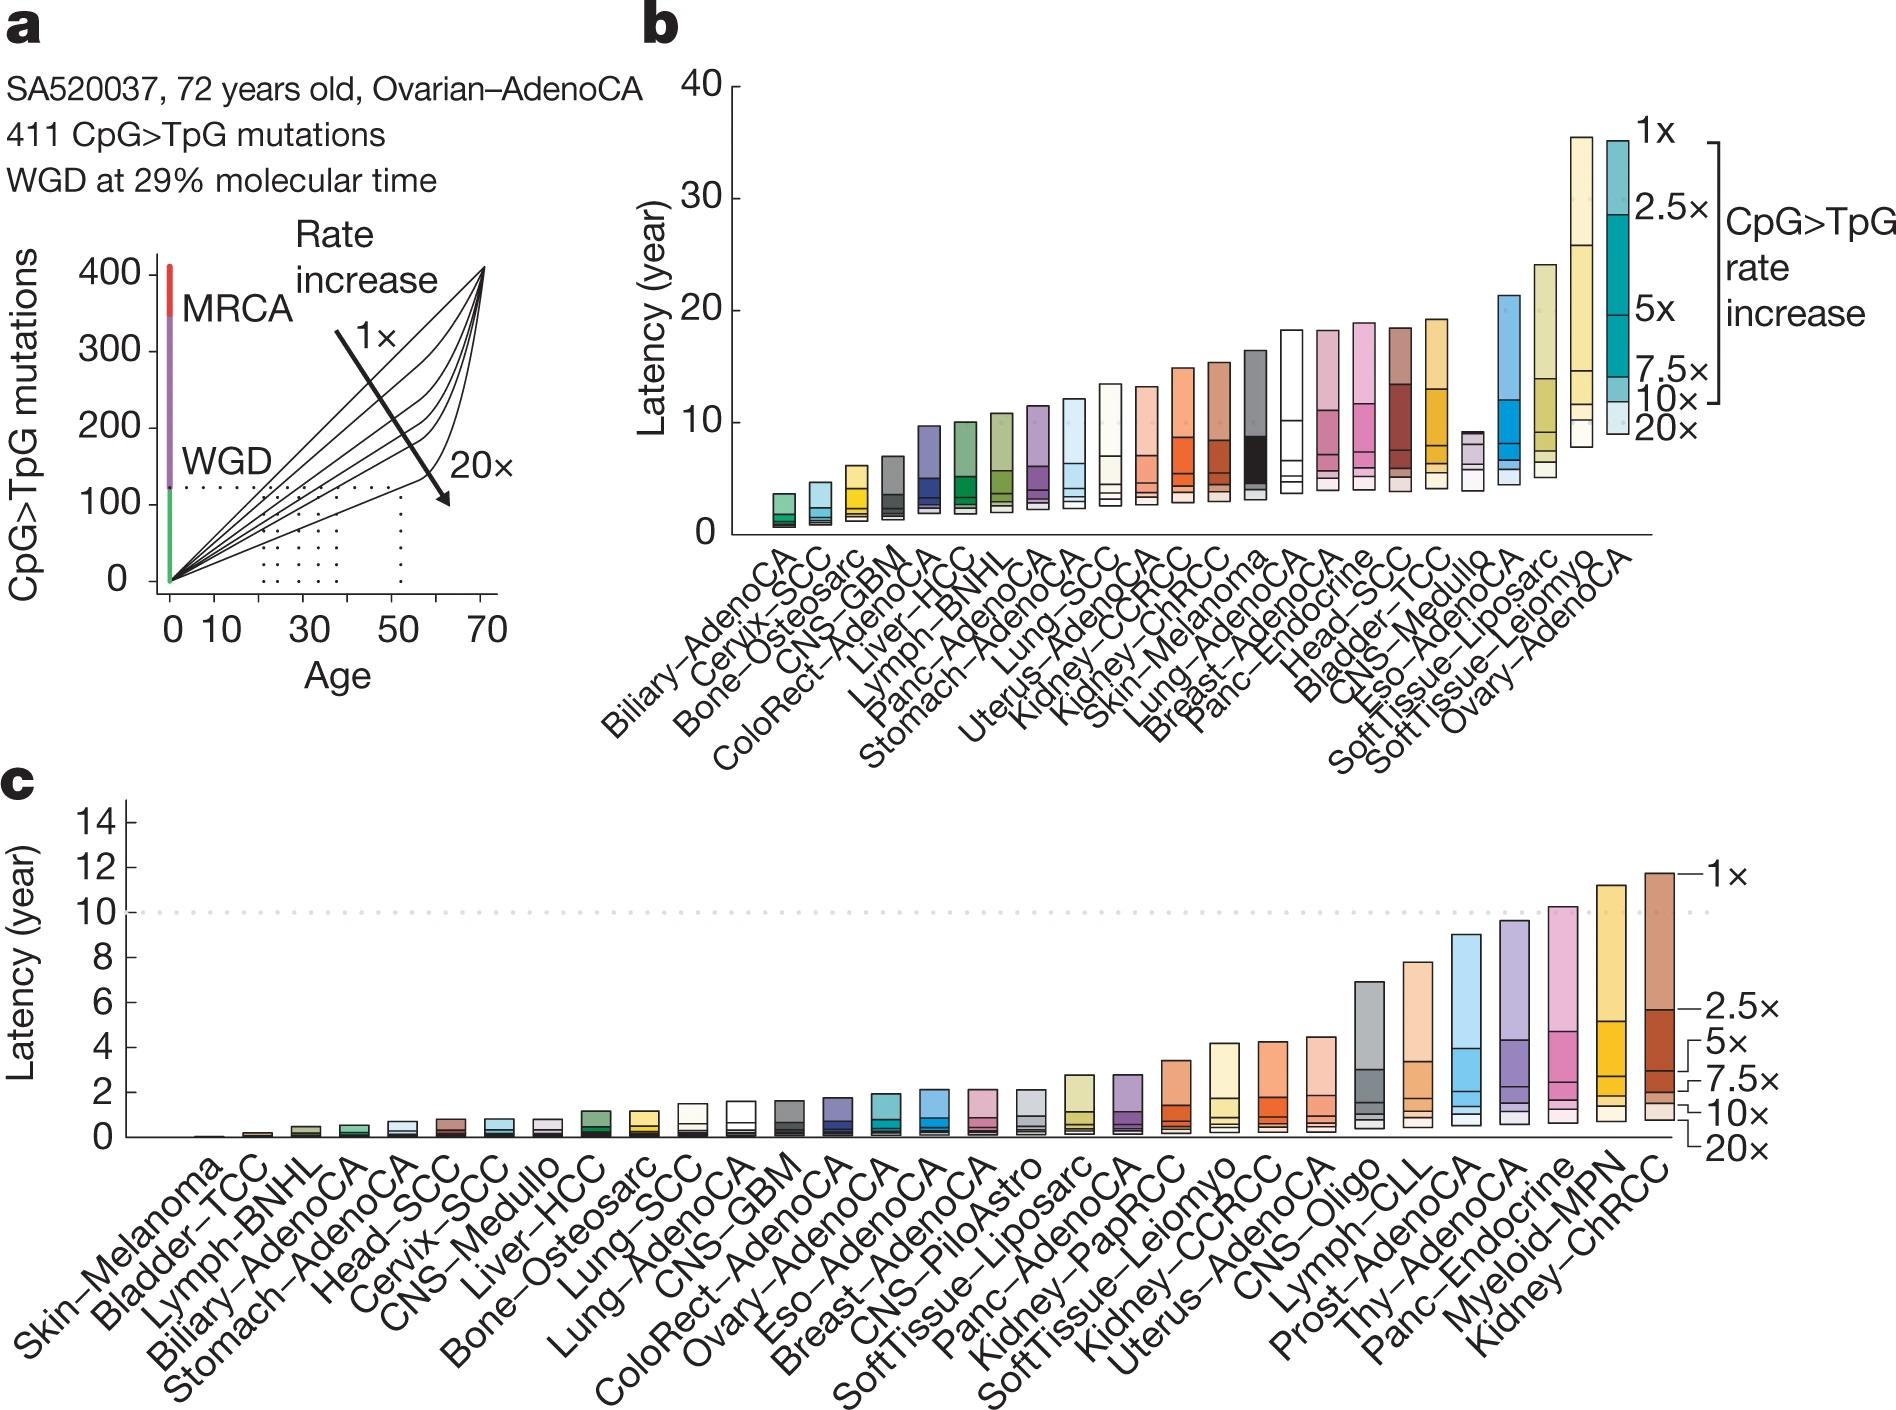 a
SA520037, 72 years old, Ovarian–AdenoCA
411 CpG>TpG mutations
WGD at 29% molecular time
CpG>TpG mutations
400
300
200
100
0
MRCA
WGD
Rate
increase
1×
20×
0 10 30 50 70
Age
b
Latency (year)
40
30
20
10
0
1x
2.5×
5x
7.5×
10×
20×
CpG>TpG
rate
increase
Biliary–AdenoCA
Cervix–SCC
Bone–Osteosarc
CNS–GBM
ColoRect–AdenoCA
Liver–HCC
Lymph–BNHL
Panc–AdenoCA
Stomach–AdenoCA
Lung–SCC
Uterus–AdenoCA
Kidney–CCRCC
Kidney–ChRCC
Skin–Melanoma
Lung–AdenoCA
Breast–AdenoCA
Panc–Endocrine
Head–SCC
Bladder–TCC
CNS–Medullo
Eso–AdenoCA
SoftTissue–Liposarc
SoftTissue–Leiomyo
Ovary–AdenoCA
c
Latency (year)
14
12
10
8
6
4
2
0
1×
2.5×
5×
7.5×
10×
20×
Skin–Melanoma
Bladder–TCC
Lymph–BNHL
Biliary–AdenoCA
Stomach–AdenoCA
Head–SCC
Cervix–SCC
CNS–Medullo
Liver–HCC
Bone–Osteosarc
Lung–SCC
Lung–AdenoCA
CNS–GBM
ColoRect–AdenoCA
Ovary–AdenoCA
Eso–AdenoCA
Breast–AdenoCA
CNS–PiloAstro
SoftTissue–Liposarc
Panc–AdenoCA
Kidney–PapRCC
SoftTissue–Leiomyo
Kidney–CCRCC
Uterus–AdenoCA
CNS–Oligo
Lymph–CLL
Prost–AdenoCA
Thy–AdenoCA
Panc–Endocrine
Myeloid–MPN
Kidney–ChRCC